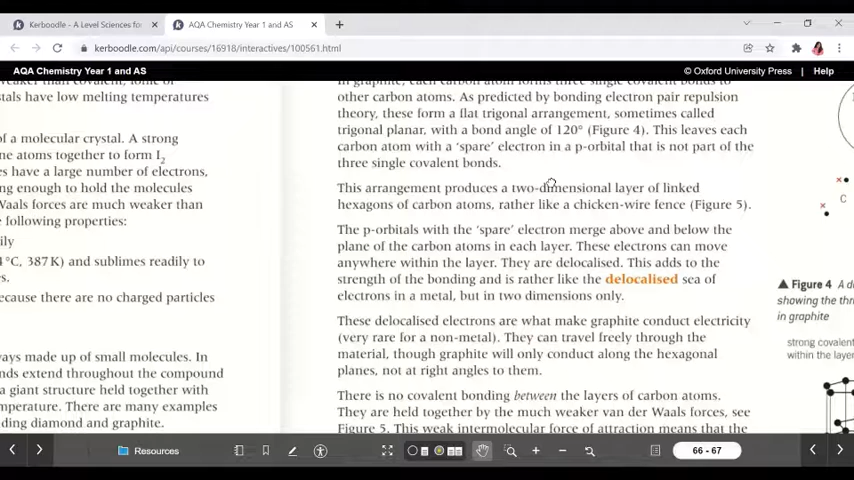 Kerboodle - A Level Sciences for
AQA Chemistry Year 1 and AS
kerboodle.com/api/courses/16918/interactives/100561.html
AQA Chemistry Year 1 and AS
© Oxford University Press
Help
stals have low melting temperatures
of a molecular crystal. A strong
ne atoms together to form I2
es have a large number of electrons,
ng enough to hold the molecules
Waals forces are much weaker than
e following properties:
ily
4 °C, 387 K) and sublimes readily to
s.
ecause there are no charged particles
ways made up of small molecules. In
nds extend throughout the compound
a giant structure held together with
mperature. There are many examples
ding diamond and graphite.
In graphite, each carbon atom forms three single covalent bonds to
other carbon atoms. As predicted by bonding electron pair repulsion
theory, these form a flat trigonal arrangement, sometimes called
trigonal planar, with a bond angle of 120° (Figure 4). This leaves each
carbon atom with a ‘spare’ electron in a p-orbital that is not part of the
three single covalent bonds.
This arrangement produces a two-dimensional layer of linked
hexagons of carbon atoms, rather like a chicken-wire fence (Figure 5).
The p-orbitals with the ‘spare’ electron merge above and below the
plane of the carbon atoms in each layer. These electrons can move
anywhere within the layer. They are delocalised. This adds to the
strength of the bonding and is rather like the delocalised sea of
electrons in a metal, but in two dimensions only.
These delocalised electrons are what make graphite conduct electricity
(very rare for a non-metal). They can travel freely through the
material, though graphite will only conduct along the hexagonal
planes, not at right angles to them.
There is no covalent bonding between the layers of carbon atoms.
They are held together by the much weaker van der Waals forces, see
Figure 5. This weak intermolecular force of attraction means that the
C
▲ Figure 4 A d
showing the thr
in graphite
strong covalent
within the layer
Resources
66 - 67